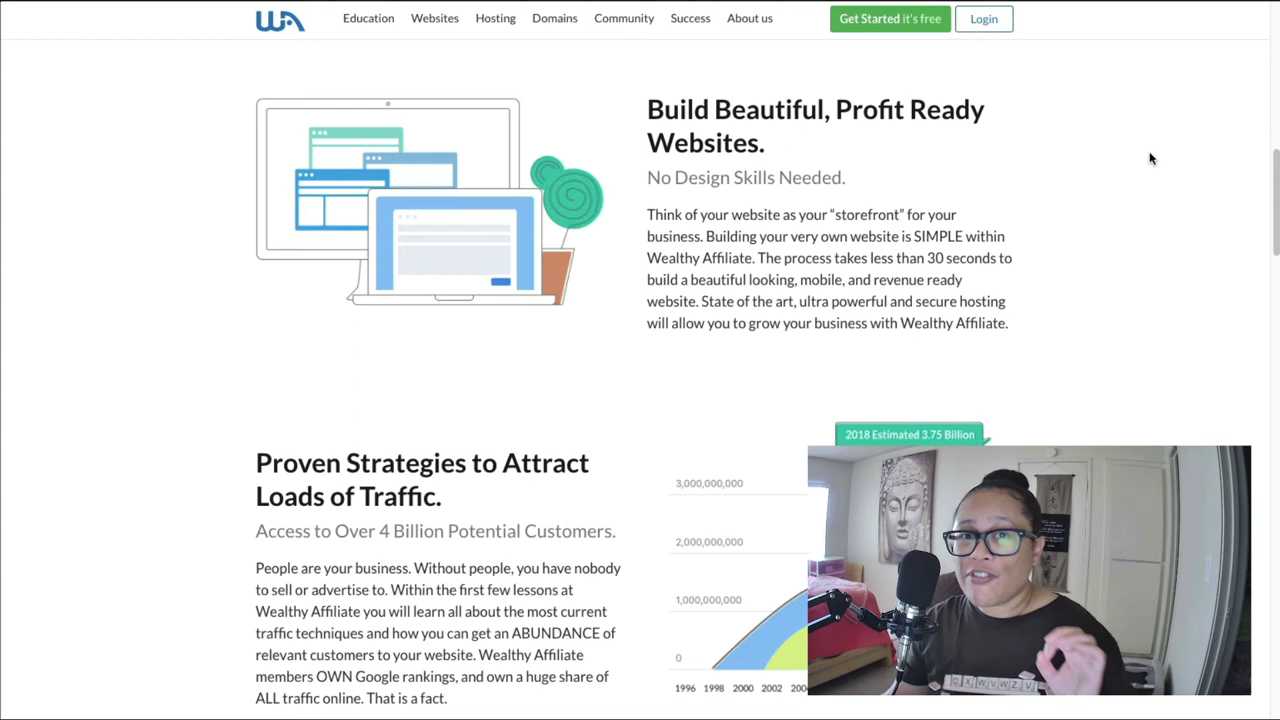 WA
Education Websites Hosting Domains Community Success About us Get Started it's free Login
Build Beautiful, Profit Ready
Websites.
No Design Skills Needed.
Think of your website as your “storefront” for your
business. Building your very own website is SIMPLE within
Wealthy Affiliate. The process takes less than 30 seconds to
build a beautiful looking, mobile, and revenue ready
website. State of the art, ultra powerful and secure hosting
will allow you to grow your business with Wealthy Affiliate.
Proven Strategies to Attract
Loads of Traffic.
Access to Over 4 Billion Potential Customers.
People are your business. Without people, you have nobody
to sell or advertise to. Within the first few lessons at
Wealthy Affiliate you will learn all about the most current
traffic techniques and how you can get an ABUNDANCE of
relevant customers to your website. Wealthy Affiliate
members OWN Google rankings, and own a huge share of
ALL traffic online. That is a fact.
2018 Estimated 3.75 Billion
3,000,000,000
2,000,000,000
1,000,000,000
0
1996 1998 2000 2002